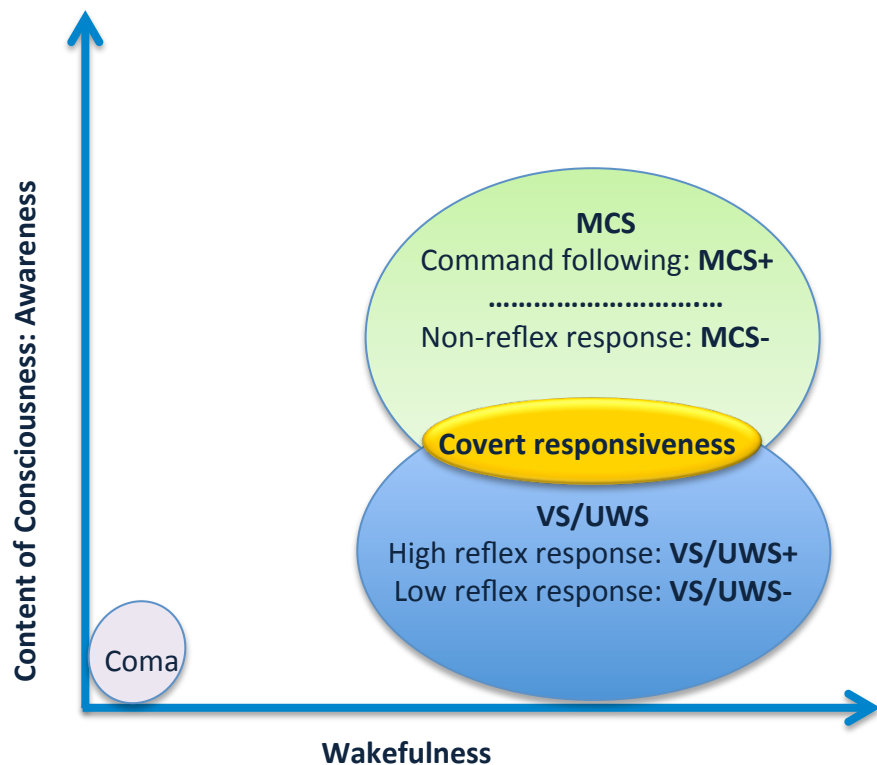 Content of Consciousness: Awareness
MCS
Command following: MCS+
……………………….…
Non-reflex response: MCS-
Covert responsiveness
VS/UWS
High reflex response: VS/UWS+
Low reflex response: VS/UWS-
Coma
Wakefulness